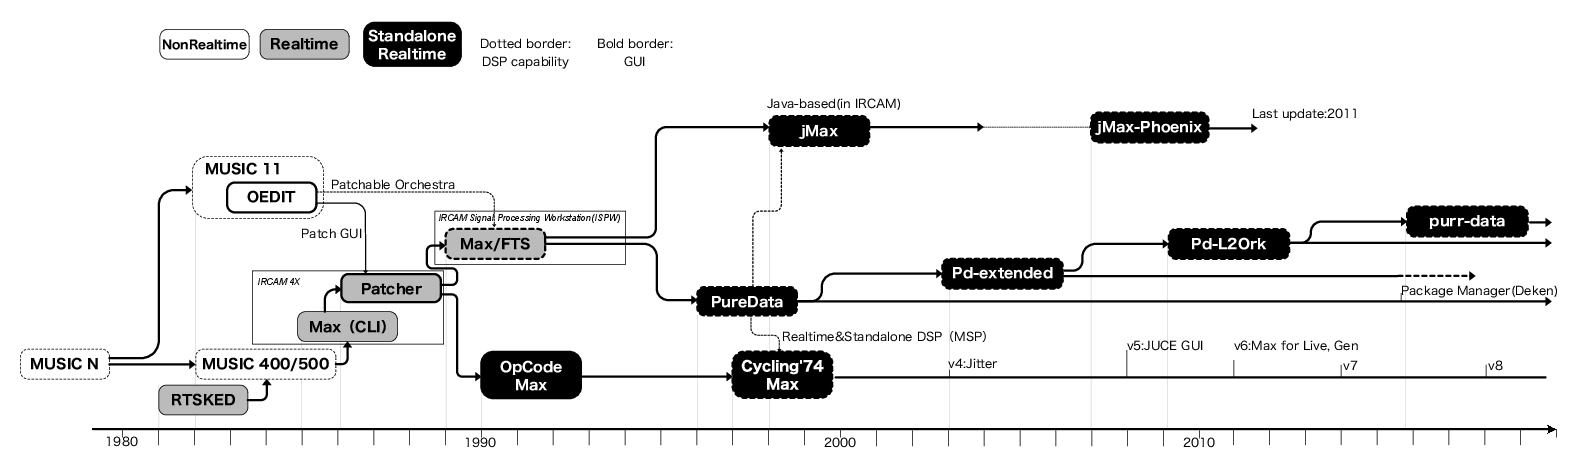 NonRealtime
Realtime
Standalone
Realtime
Dotted border:
DSP capability
Bold border:
GUI
Java-based(in IRCAM)
jMax
jMax-Phoenix
Last update:2011
MUSIC 11
OEDIT
Patchable Orchestra
Patch GUI
IRCAM Signal Processing Workstation(ISPW)
Max/FTS
purr-data
Pd-L2Ork
Pd-extended
IRCAM 4X
Patcher
PureData
Package Manager(Deken)
Max (CLI)
Realtime&Standalone DSP (MSP)
MUSIC N
MUSIC 400/500
OpCode
Max
Cycling'74
Max
v4:Jitter
v5:JUCE GUI
v6:Max for Live, Gen
v7
v8
RTSKED
1980
1990
2000
2010